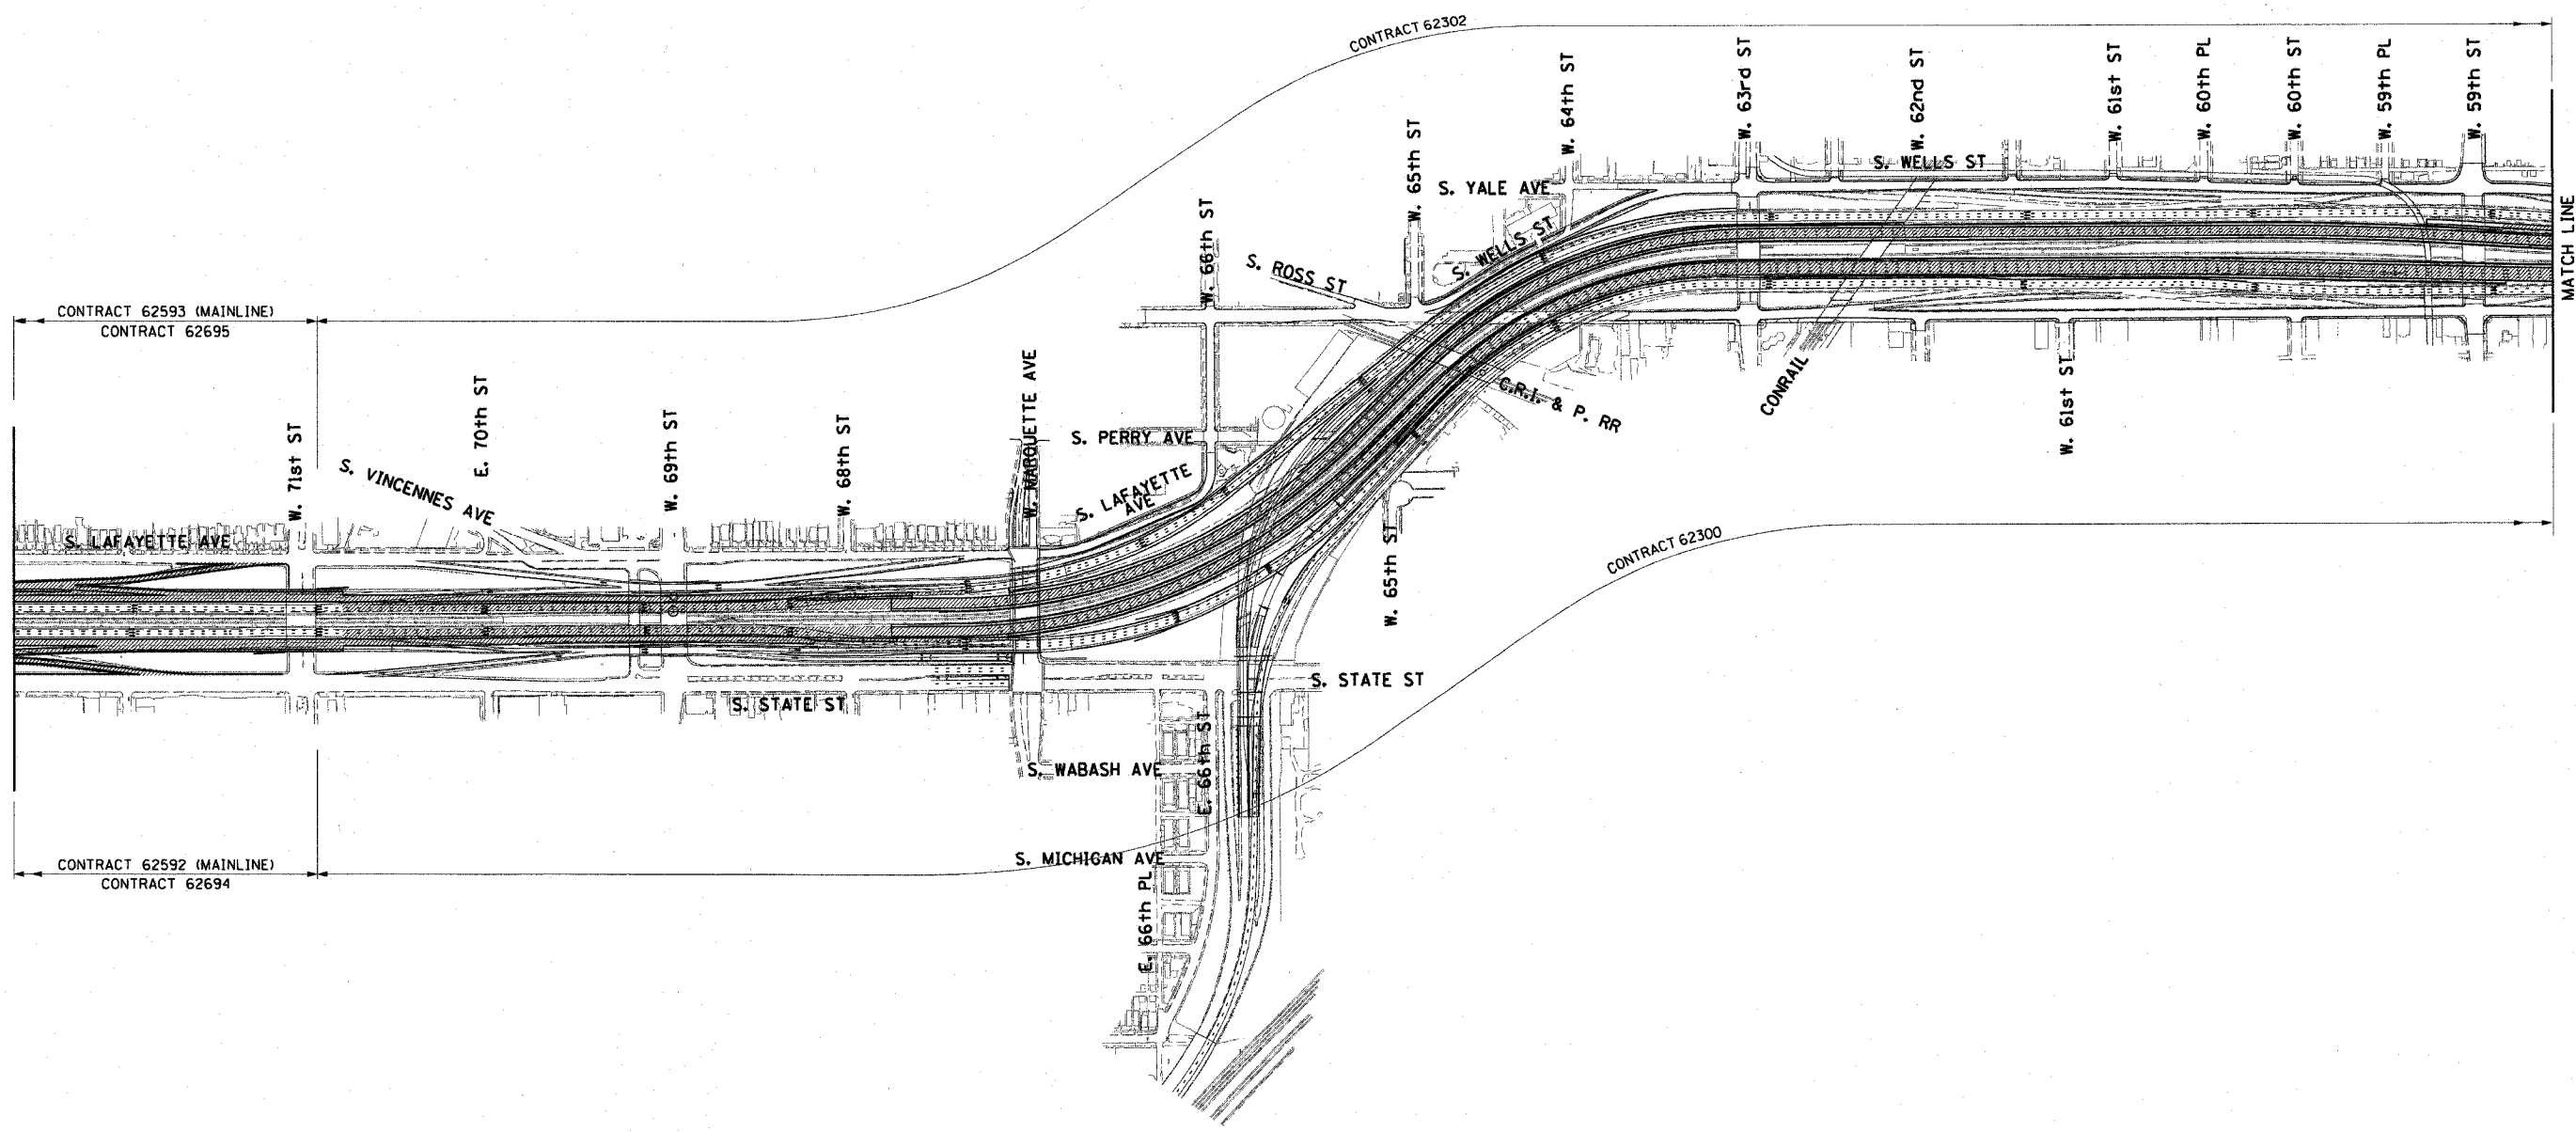 CONTRACT 62302
W. 63rd ST
W. 62nd ST
W. 61st ST
W. 60th PL
W. 60th ST
59th PL
W.
W. 59th ST
W. 64th ST
W. 65th ST
S. WELLS ST
S. YALE AVE
W. 66th ST
S. WELLS ST
S. ROSS ST
MATCH LINE
CONTRACT 62593 (MAINLINE)
CONTRACT 62695
W. MARQUETTE AVE
CONRAIL
C.R.I. & P. RR
W. 61st ST
E. 70th ST
W. 69th ST
W. 68th ST
W. 71st ST
S. VINCENNES AVE
S. PERRY AVE
S. LAFAYETTE
AVE
S. LAFAYETTE AVE
W. 65th ST
CONTRACT 62300
S. STATE ST
S. STATE ST
E. 66th ST
S. WABASH AVE
S. MICHIGAN AVE
E. 66th PL
CONTRACT 62592 (MAINLINE)
CONTRACT 62694